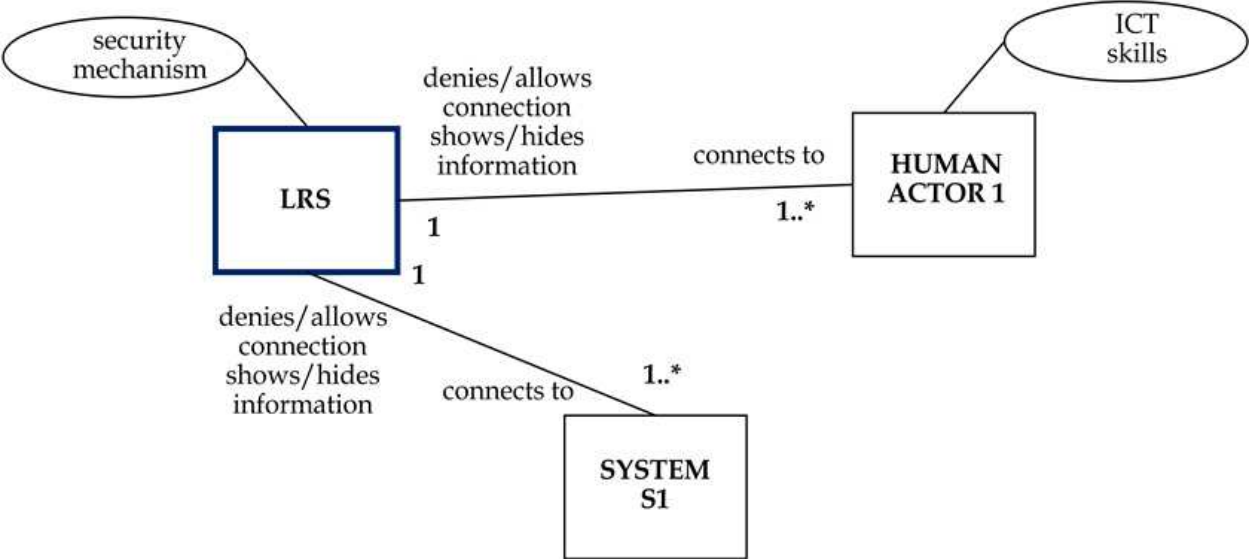 security
mechanism
ICT
skills
denies/allows
connection
shows/hides
information
connects to
HUMAN
ACTOR 1
LRS
1
1..*
1
denies/allows
connection
shows/hides
information
connects to
1..*
SYSTEM
S1